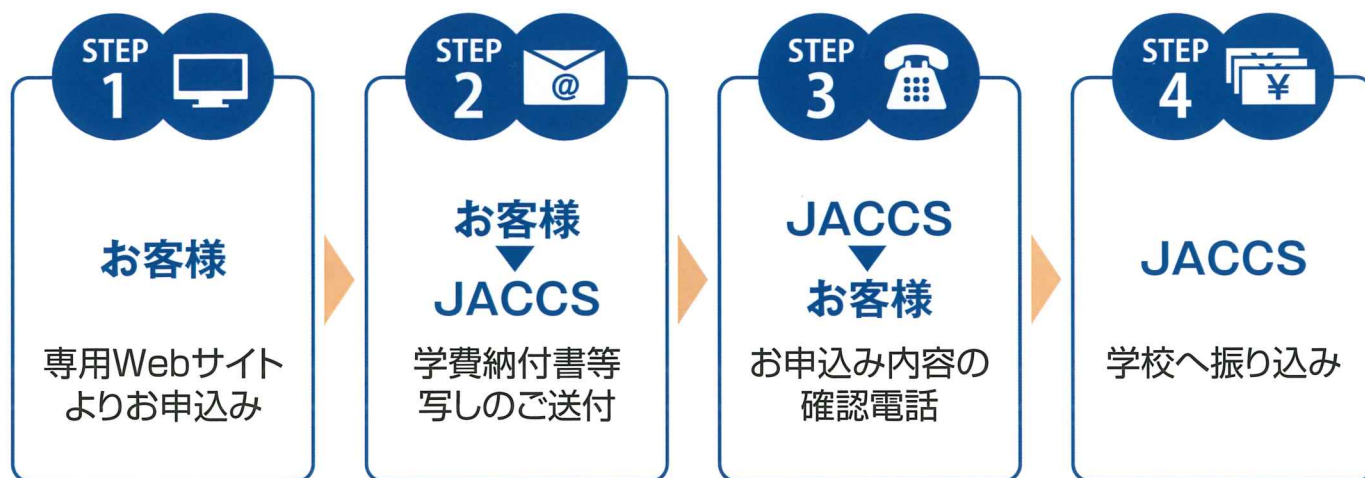 STEP
1
お客様
専用Webサイト
よりお申込み
STEP
2
@
お客様
▼
JACCS
学費納付書等
写しのご送付
STEP
3
JACCS
▼
お客様
お申込み内容の
確認電話
STEP
4
¥
¥
JACCS
学校へ振り込み